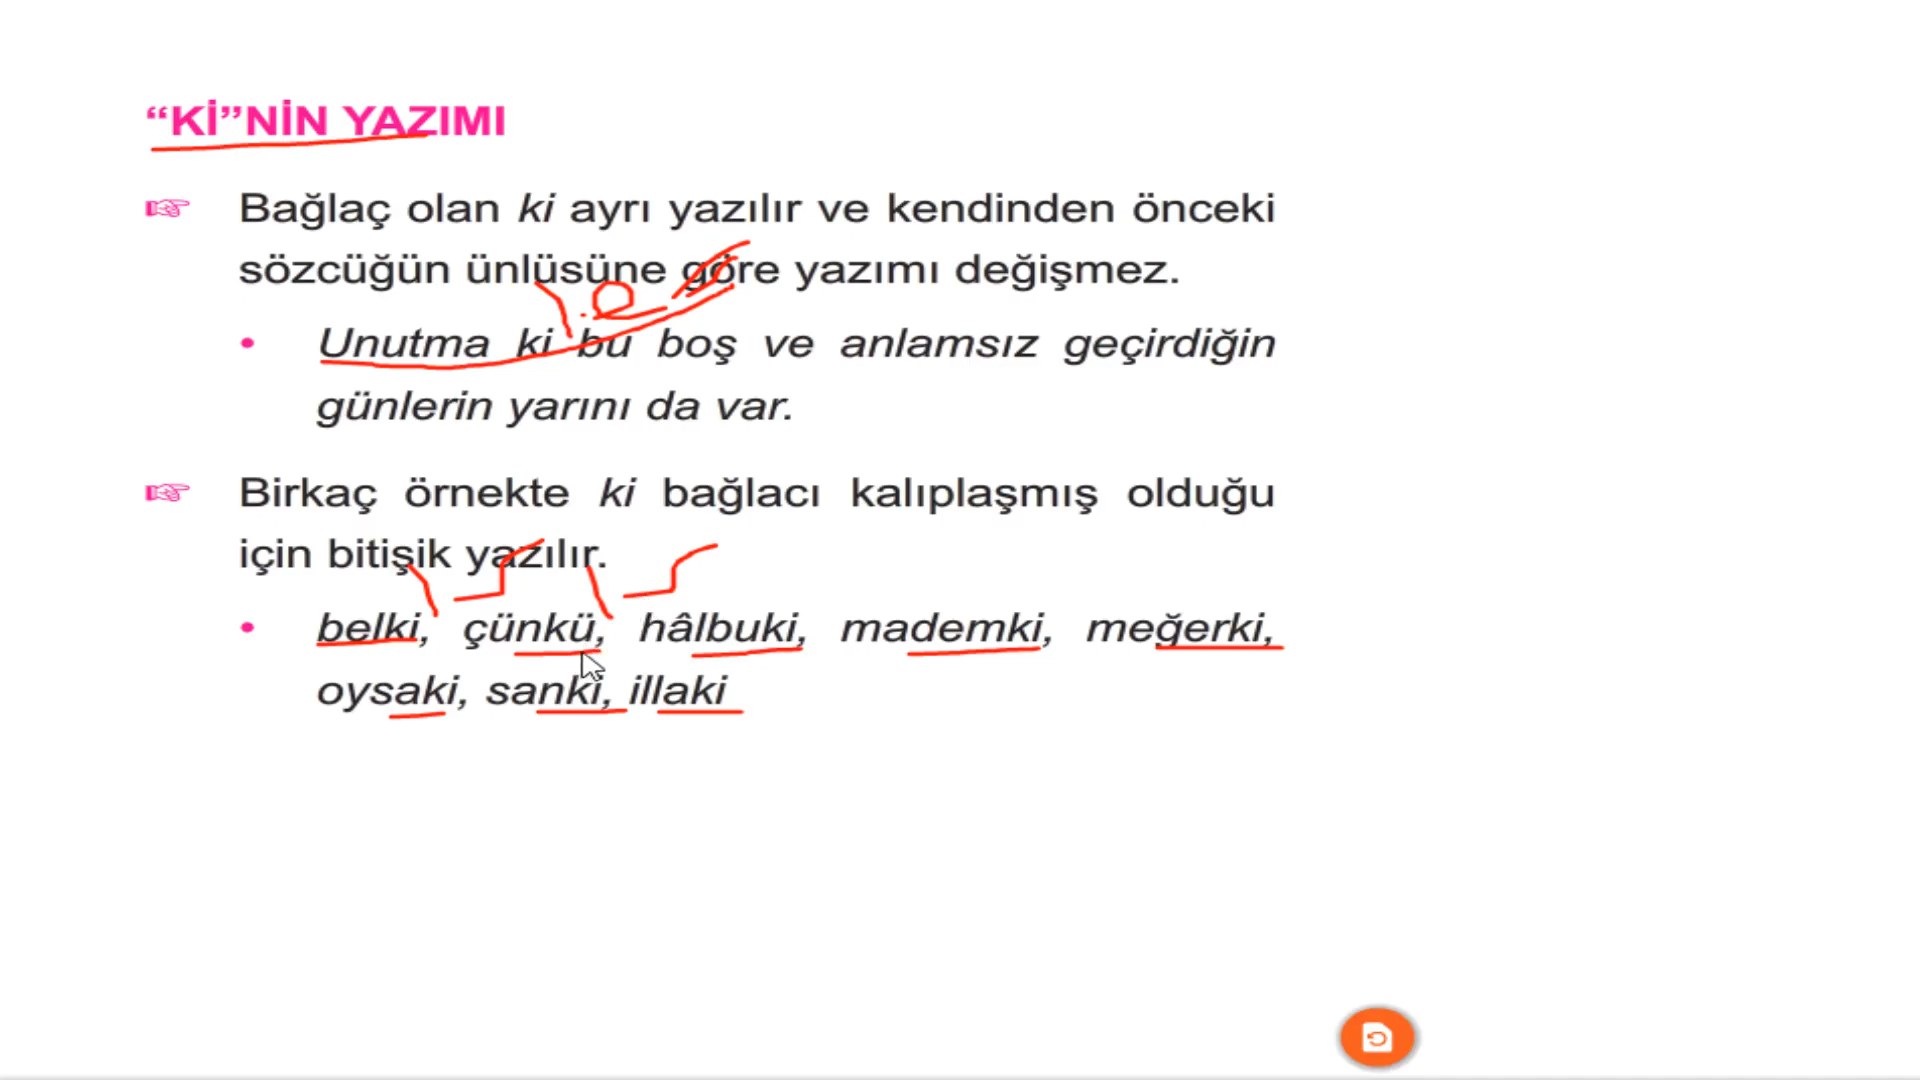 “Kİ”NİN YAZIMI
Bağlaç olan ki ayrı yazılır ve kendinden önceki
sözcüğün ünlüsüne göre yazımı değişmez.
• Unutma ki bu boş ve anlamsız geçirdiğin
günlerin yarını da var.
Birkaç örnekte ki bağlacı kalıplaşmış olduğu
için bitişik yazılır.
• belki, çünkü, hâlbuki, mademki, meğerki,
oysaki, sanki, illaki